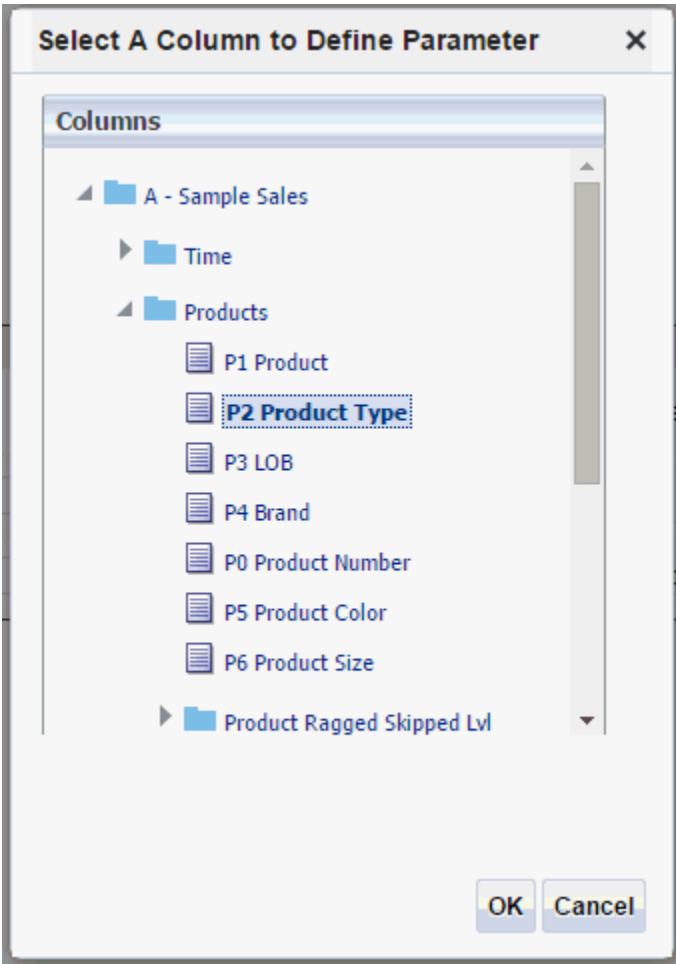 Select A Column to Define Parameter
Columns
A - Sample Sales
Time
Products
P1 Product
P2 Product Type
P3 LOB
P4 Brand
P0 Product Number
P5 Product Color
P6 Product Size
Product Ragged Skipped Lvl
OK Cancel